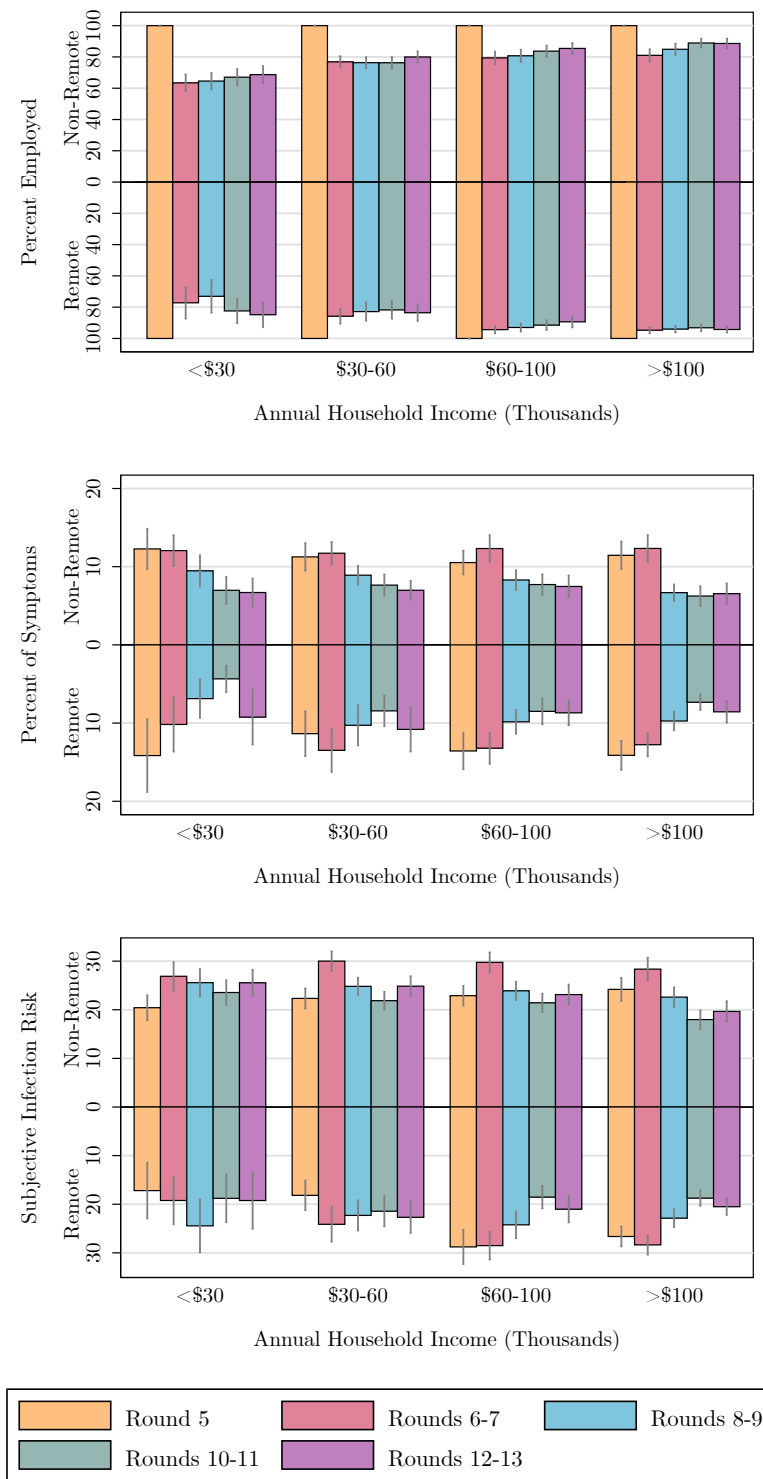 Percent Employed
Remote
Non-Remote
100
80
60
40
20
0
20
40
60
80
100
<$30
$30-60
$60-100
>$100
Annual Household Income (Thousands)
Percent of Symptoms
Remote
Non-Remote
20
10
0
10
20
<$30
$30-60
$60-100
>$100
Annual Household Income (Thousands)
Subjective Infection Risk
Remote
Non-Remote
30
20
10
0
10
20
30
<$30
$30-60
$60-100
>$100
Annual Household Income (Thousands)
Round 5
Rounds 6-7
Rounds 8-9
Rounds 10-11
Rounds 12-13